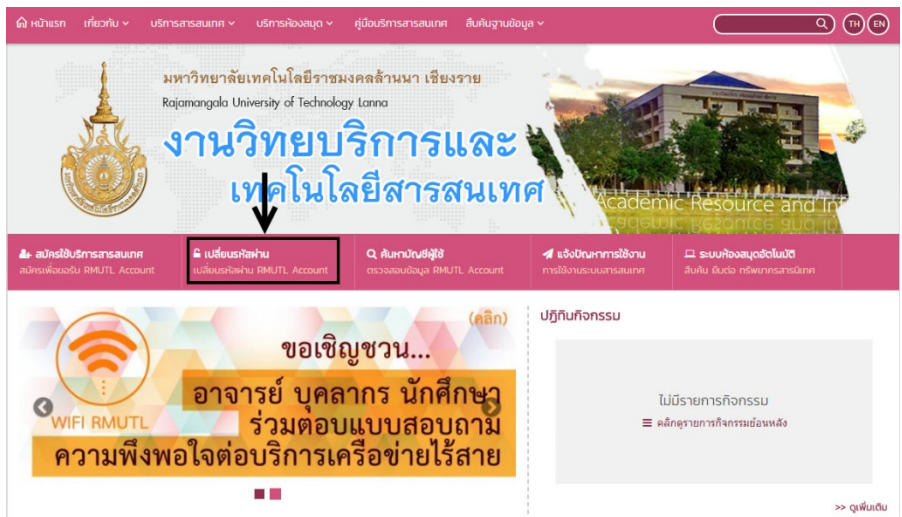 หน้าแรก เกี่ยวกับ บริการสารสนเทศ บริการห้องสมุด คู่มือบริการสารสนเทศ สืบค้นฐานข้อมูล TH EN
มหาวิทยาลัยเทคโนโลยีราชมงคลล้านนา เชียงราย
Rajamangala University of Technology Lanna
งานวิทยบริการและ
เทคโนโลยีสารสนเทศ
Academic Resource and Inf
สมัครใช้บริการสารสนเทศ
สมัครเพื่อขอรับ RMUTL Account
เปลี่ยนรหัสผ่าน
เปลี่ยนรหัสผ่าน RMUTL Account
ค้นหาบัญชีผู้ใช้
ตรวจสอบข้อมูล RMUTL Account
แจ้งปัญหาการใช้งาน
การใช้งานระบบสารสนเทศ
ระบบห้องสมุดอัตโนมัติ
สืบค้น ยืมต่อ ทรัพยากรสารนิเทศ
(คลิก)
ขอเชิญชวน...
อาจารย์ บุคลากร นักศึกษา
WIFI RMUTL ร่วมตอบแบบสอบถาม
ความพึงพอใจต่อบริการเครือข่ายไร้สาย
ปฏิทินกิจกรรม
ไม่มีรายการกิจกรรม
คลิกดูรายการกิจกรรมย้อนหลัง
>> ดูเพิ่มเติม